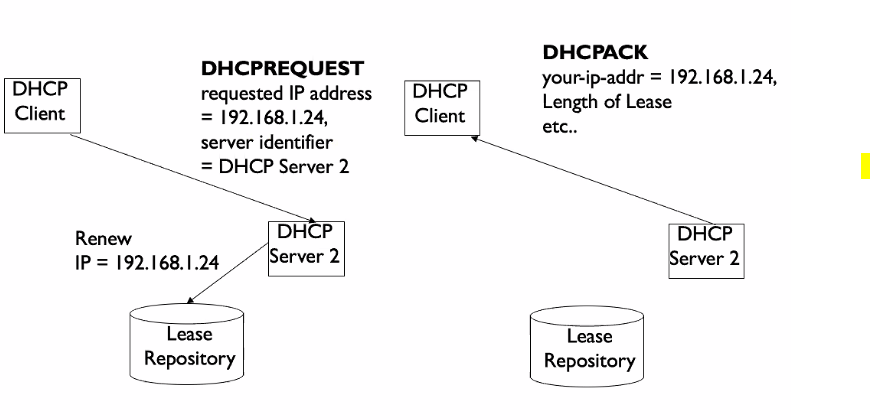 DHCP
Client
DHCPREQUEST
requested IP address
= 192.168.1.24,
server identifier
= DHCP Server 2
DHCP
Server 2
Renew
IP = 192.168.1.24
Lease
Repository
DHCPACK
your-ip-addr = 192.168.1.24,
Length of Lease
etc..
DHCP
Client
DHCP
Server 2
Lease
Repository